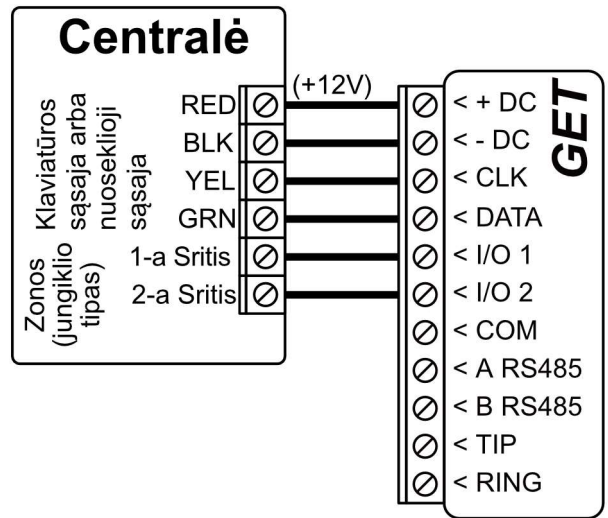 Centralė
Klaviatūros
sąsaja arba
nuoseklioji
sąsaja
Zonos
(jungiklio
tipas)
RED
BLK
YEL
GRN
1-a Sritis
2-a Sritis
(+12V)
GET
< + DC
< - DC
< CLK
< DATA
< I/O 1
< I/O 2
< COM
< A RS485
< B RS485
< TIP
< RING